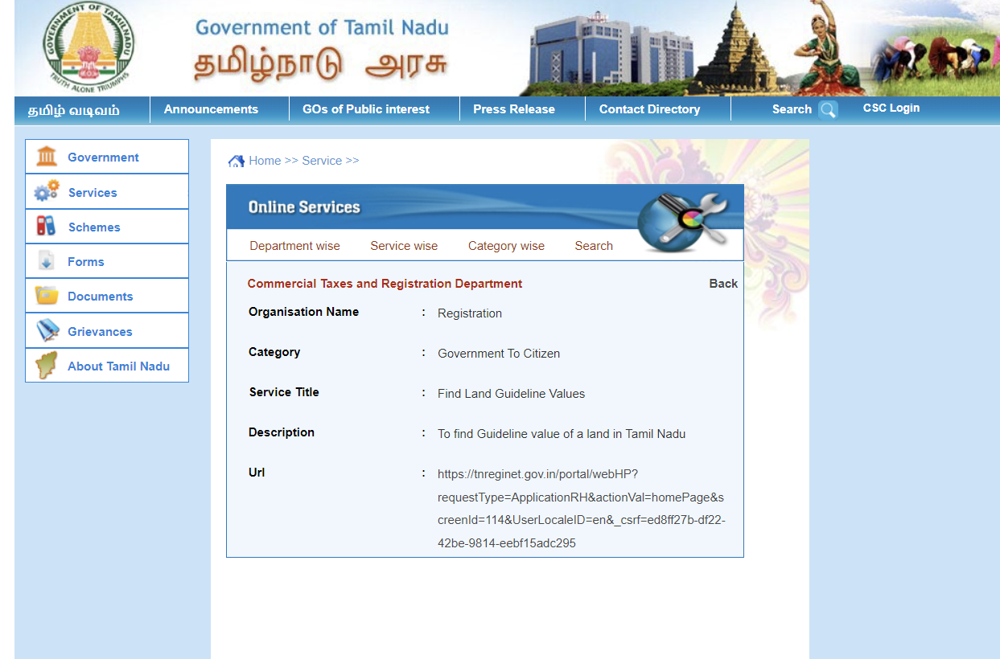 GOVERNMENT OF TAMILNADU
TRUTH ALONE TRIUMPHS
Government of Tamil Nadu
தமிழ்நாடு அரசு
தமிழ் வடிவம் Announcements GOs of Public interest Press Release Contact Directory Search CSC Login
Government
Services
Schemes
Forms
Documents
Grievances
About Tamil Nadu
Home >> Service >>
Online Services
Department wise Service wise Category wise Search
Commercial Taxes and Registration Department Back
Organisation Name : Registration
Category : Government To Citizen
Service Title : Find Land Guideline Values
Description : To find Guideline value of a land in Tamil Nadu
Url : https://tnreginet.gov.in/portal/webHP?
requestType=ApplicationRH&actionVal=homePage&s
creenId=114&UserLocaleID=en&_csrf=ed8ff27b-df22-
42be-9814-eebf15adc295